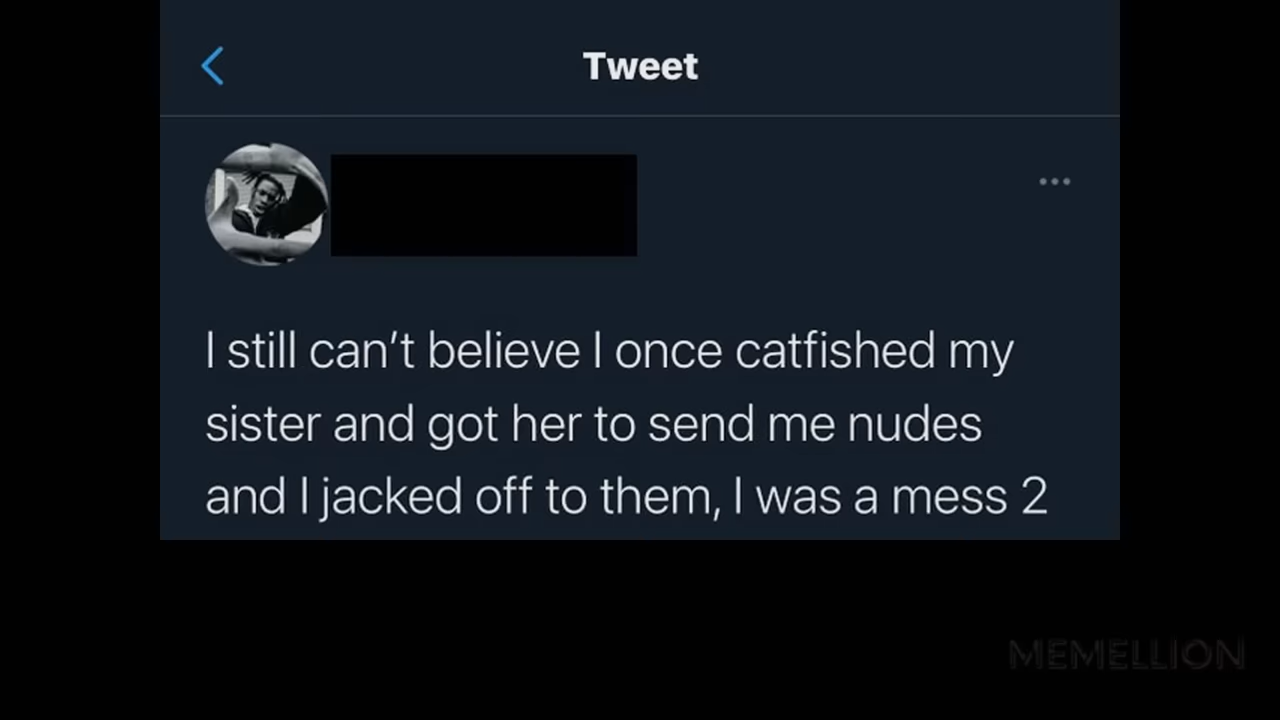 Tweet
I still can't believe I once catfished my
sister and got her to send me nudes
and I jacked off to them, I was a mess 2
MEMELLION